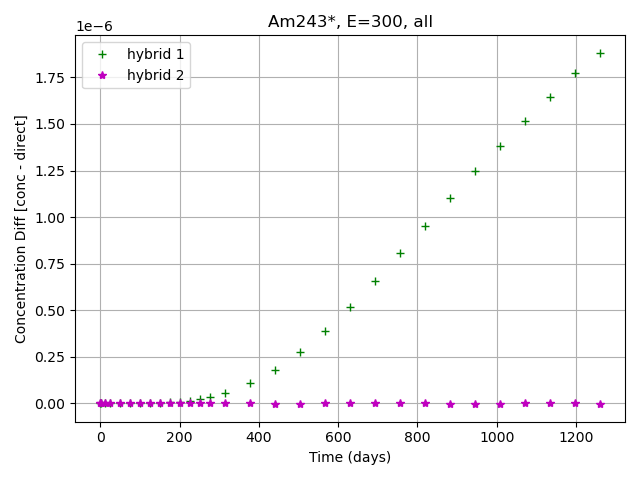 Am243*, E=300, all
1e−6
hybrid 1
hybrid 2
1.75
1.50
1.25
1.00
0.75
0.50
0.25
0.00
Concentration Diff [conc - direct]
0 200 400 600 800 1000 1200
Time (days)